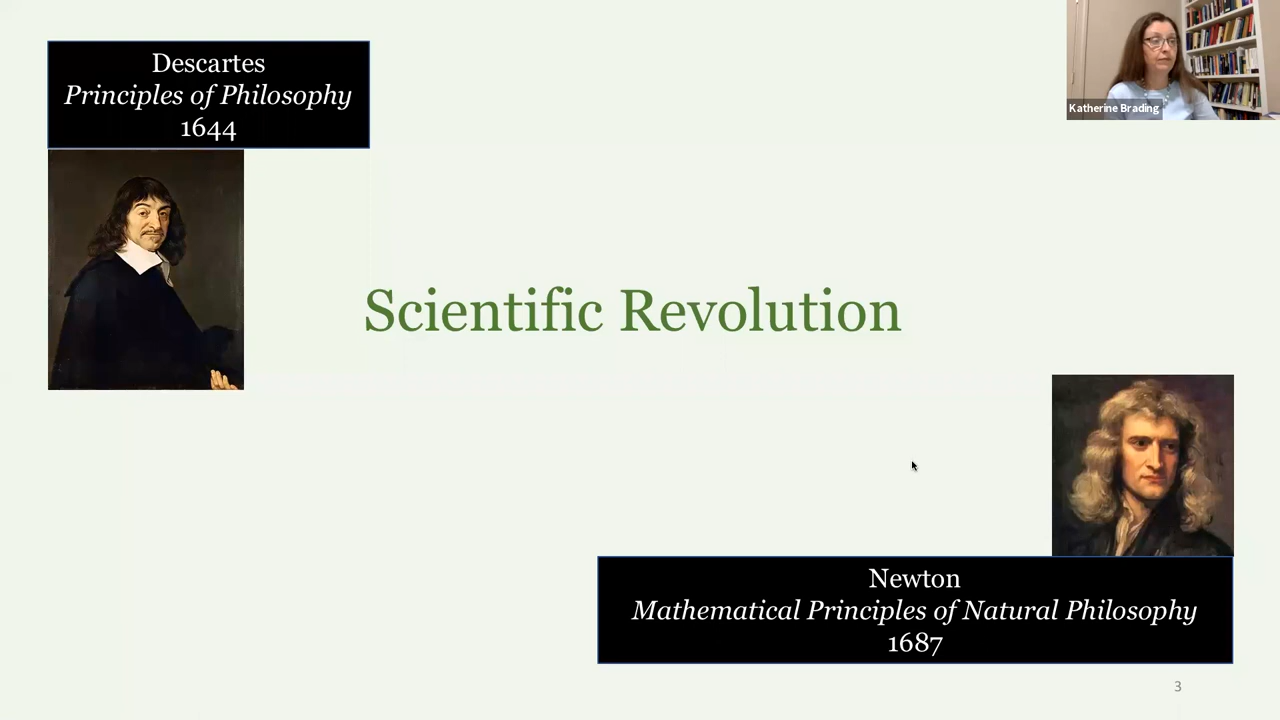 Descartes
Principles of Philosophy
1644
Katherine Brading
Scientific Revolution
Newton
Mathematical Principles of Natural Philosophy
1687
3